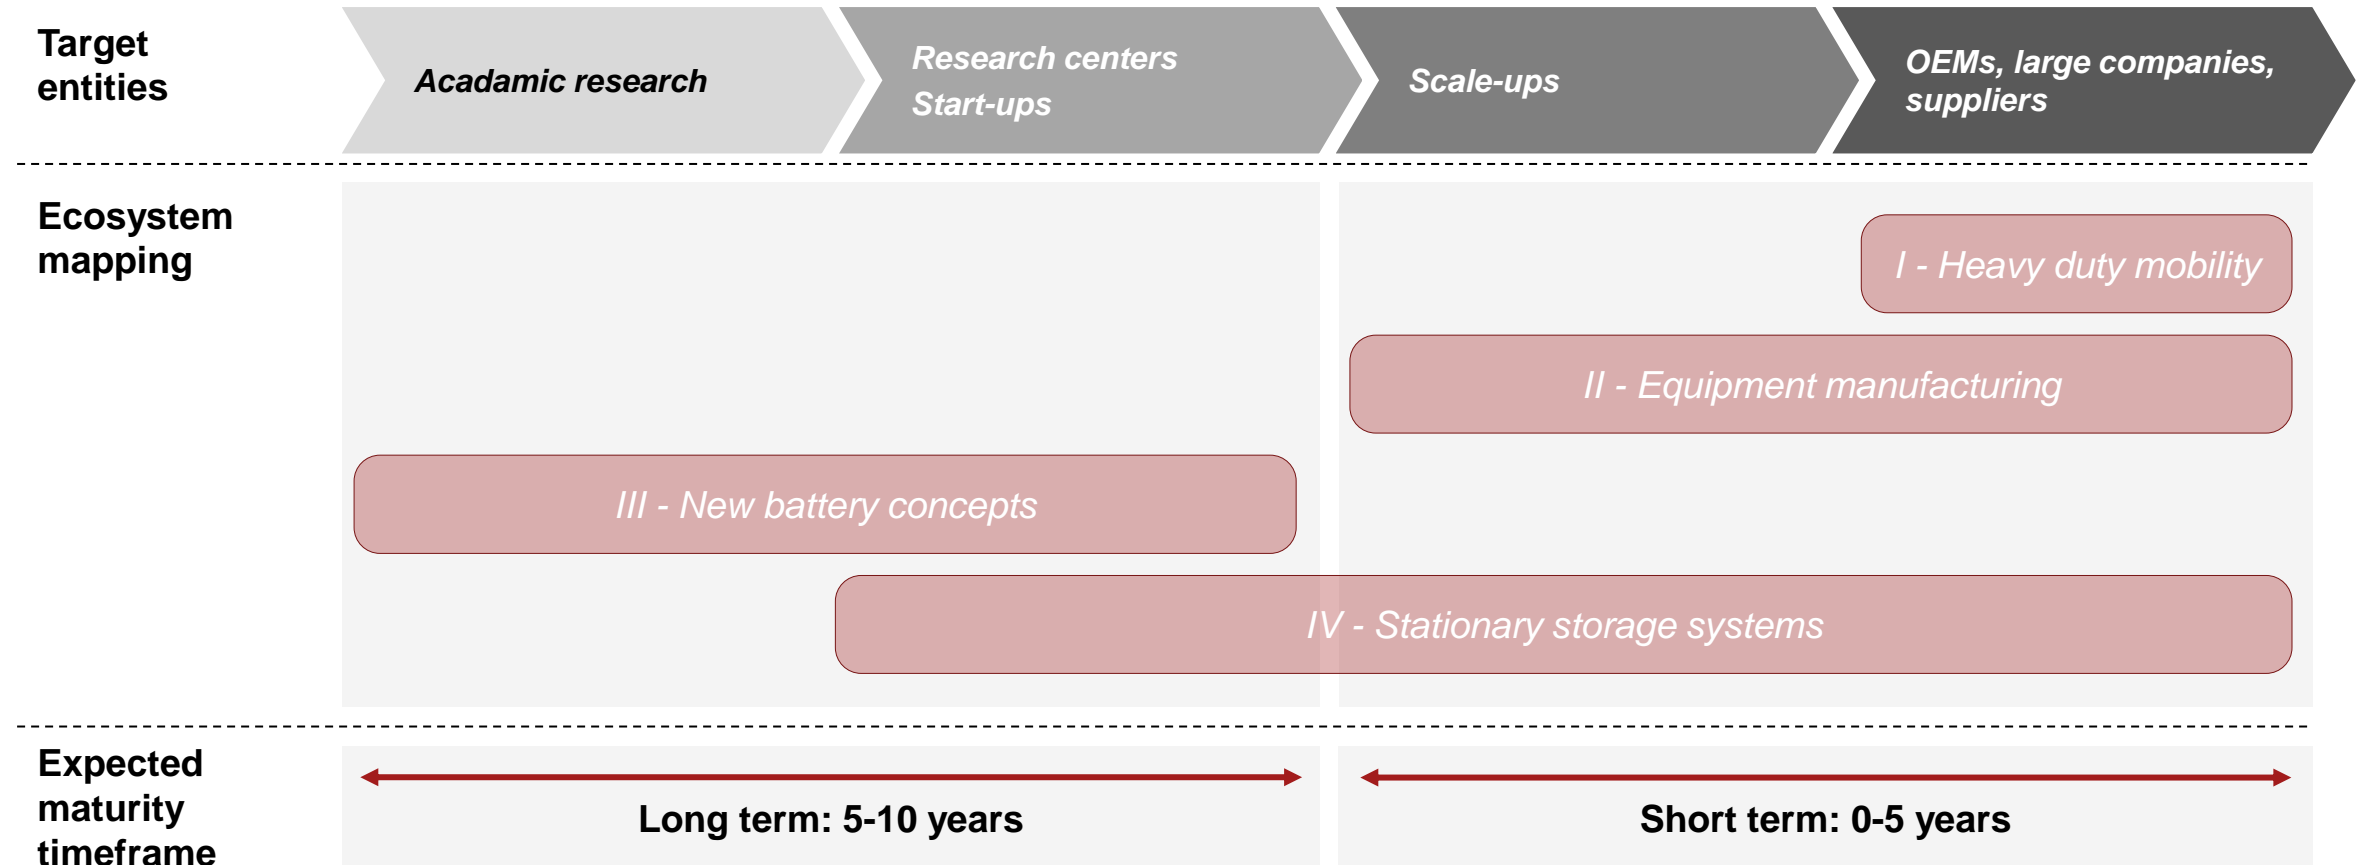 Target
entities
Acadamic research
Research centers
Start-ups
Scale-ups
OEMs, large companies,
suppliers
Ecosystem
mapping
I - Heavy duty mobility
II - Equipment manufacturing
III - New battery concepts
IV - Stationary storage systems
Expected
maturity
timeframe
Long term: 5-10 years
Short term: 0-5 years